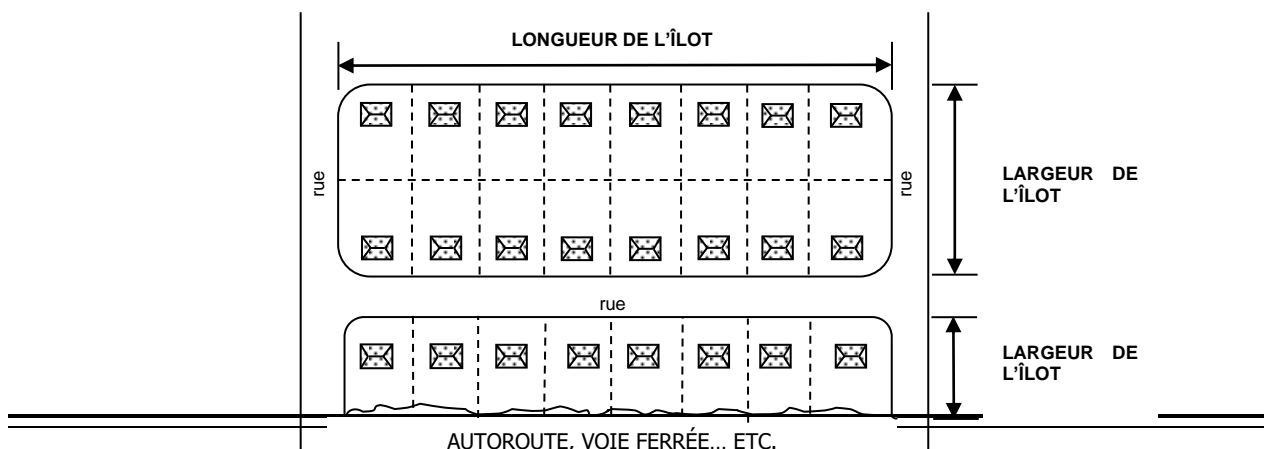 LONGUEUR DE L'ÎLOT
rue
rue
LARGEUR DE
L'ÎLOT
rue
LARGEUR DE
L'ÎLOT
AUTOROUTE, VOIE FERRÉE... ETC.